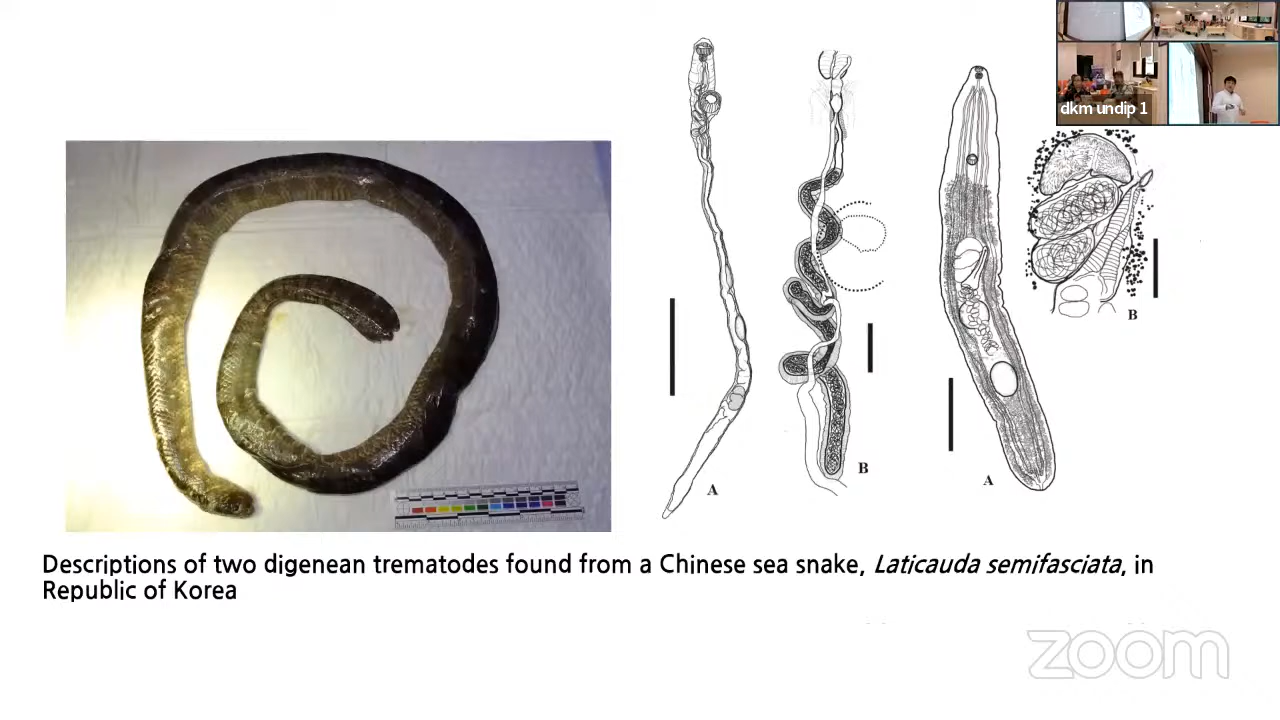 dkm undip 1
B
A
B
A
Descriptions of two digenean trematodes found from a Chinese sea snake, Laticauda semifasciata, in
Republic of Korea
zoom